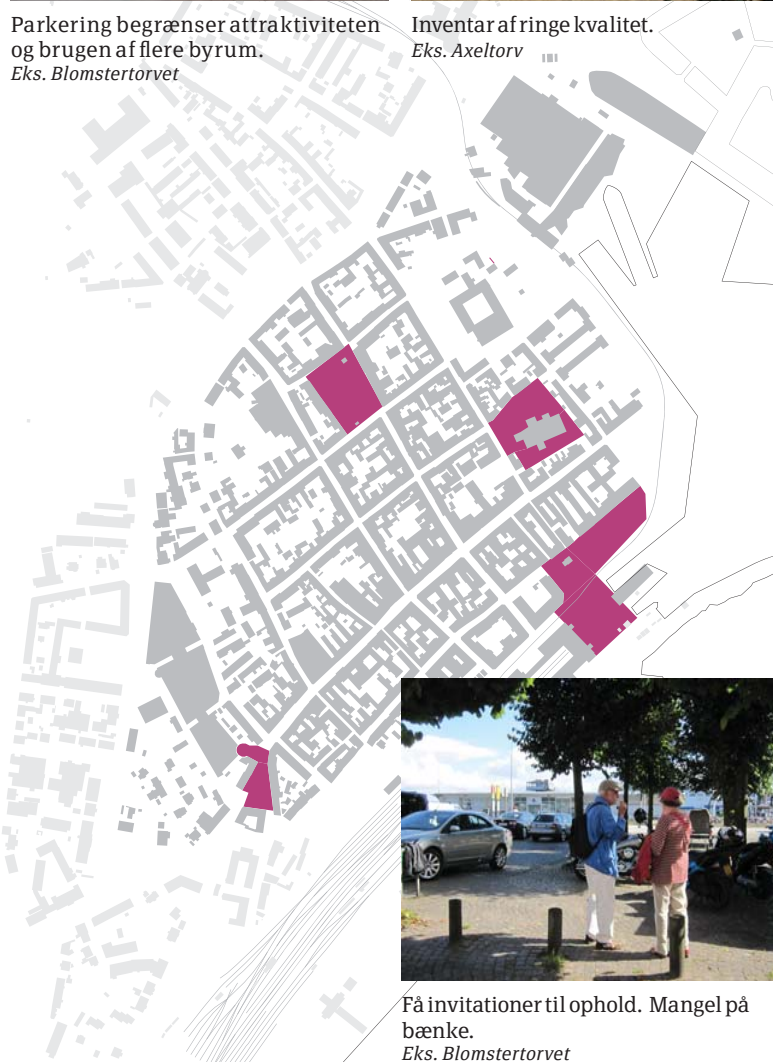 Parkering begrænser attraktiviteten
og brugen af flere byrum.
Eks. Blomstertorvet
Inventar af ringe kvalitet.
Eks. Axeltorv
Få invitationer til ophold. Mangel på
bænke.
Eks. Blomstertorvet